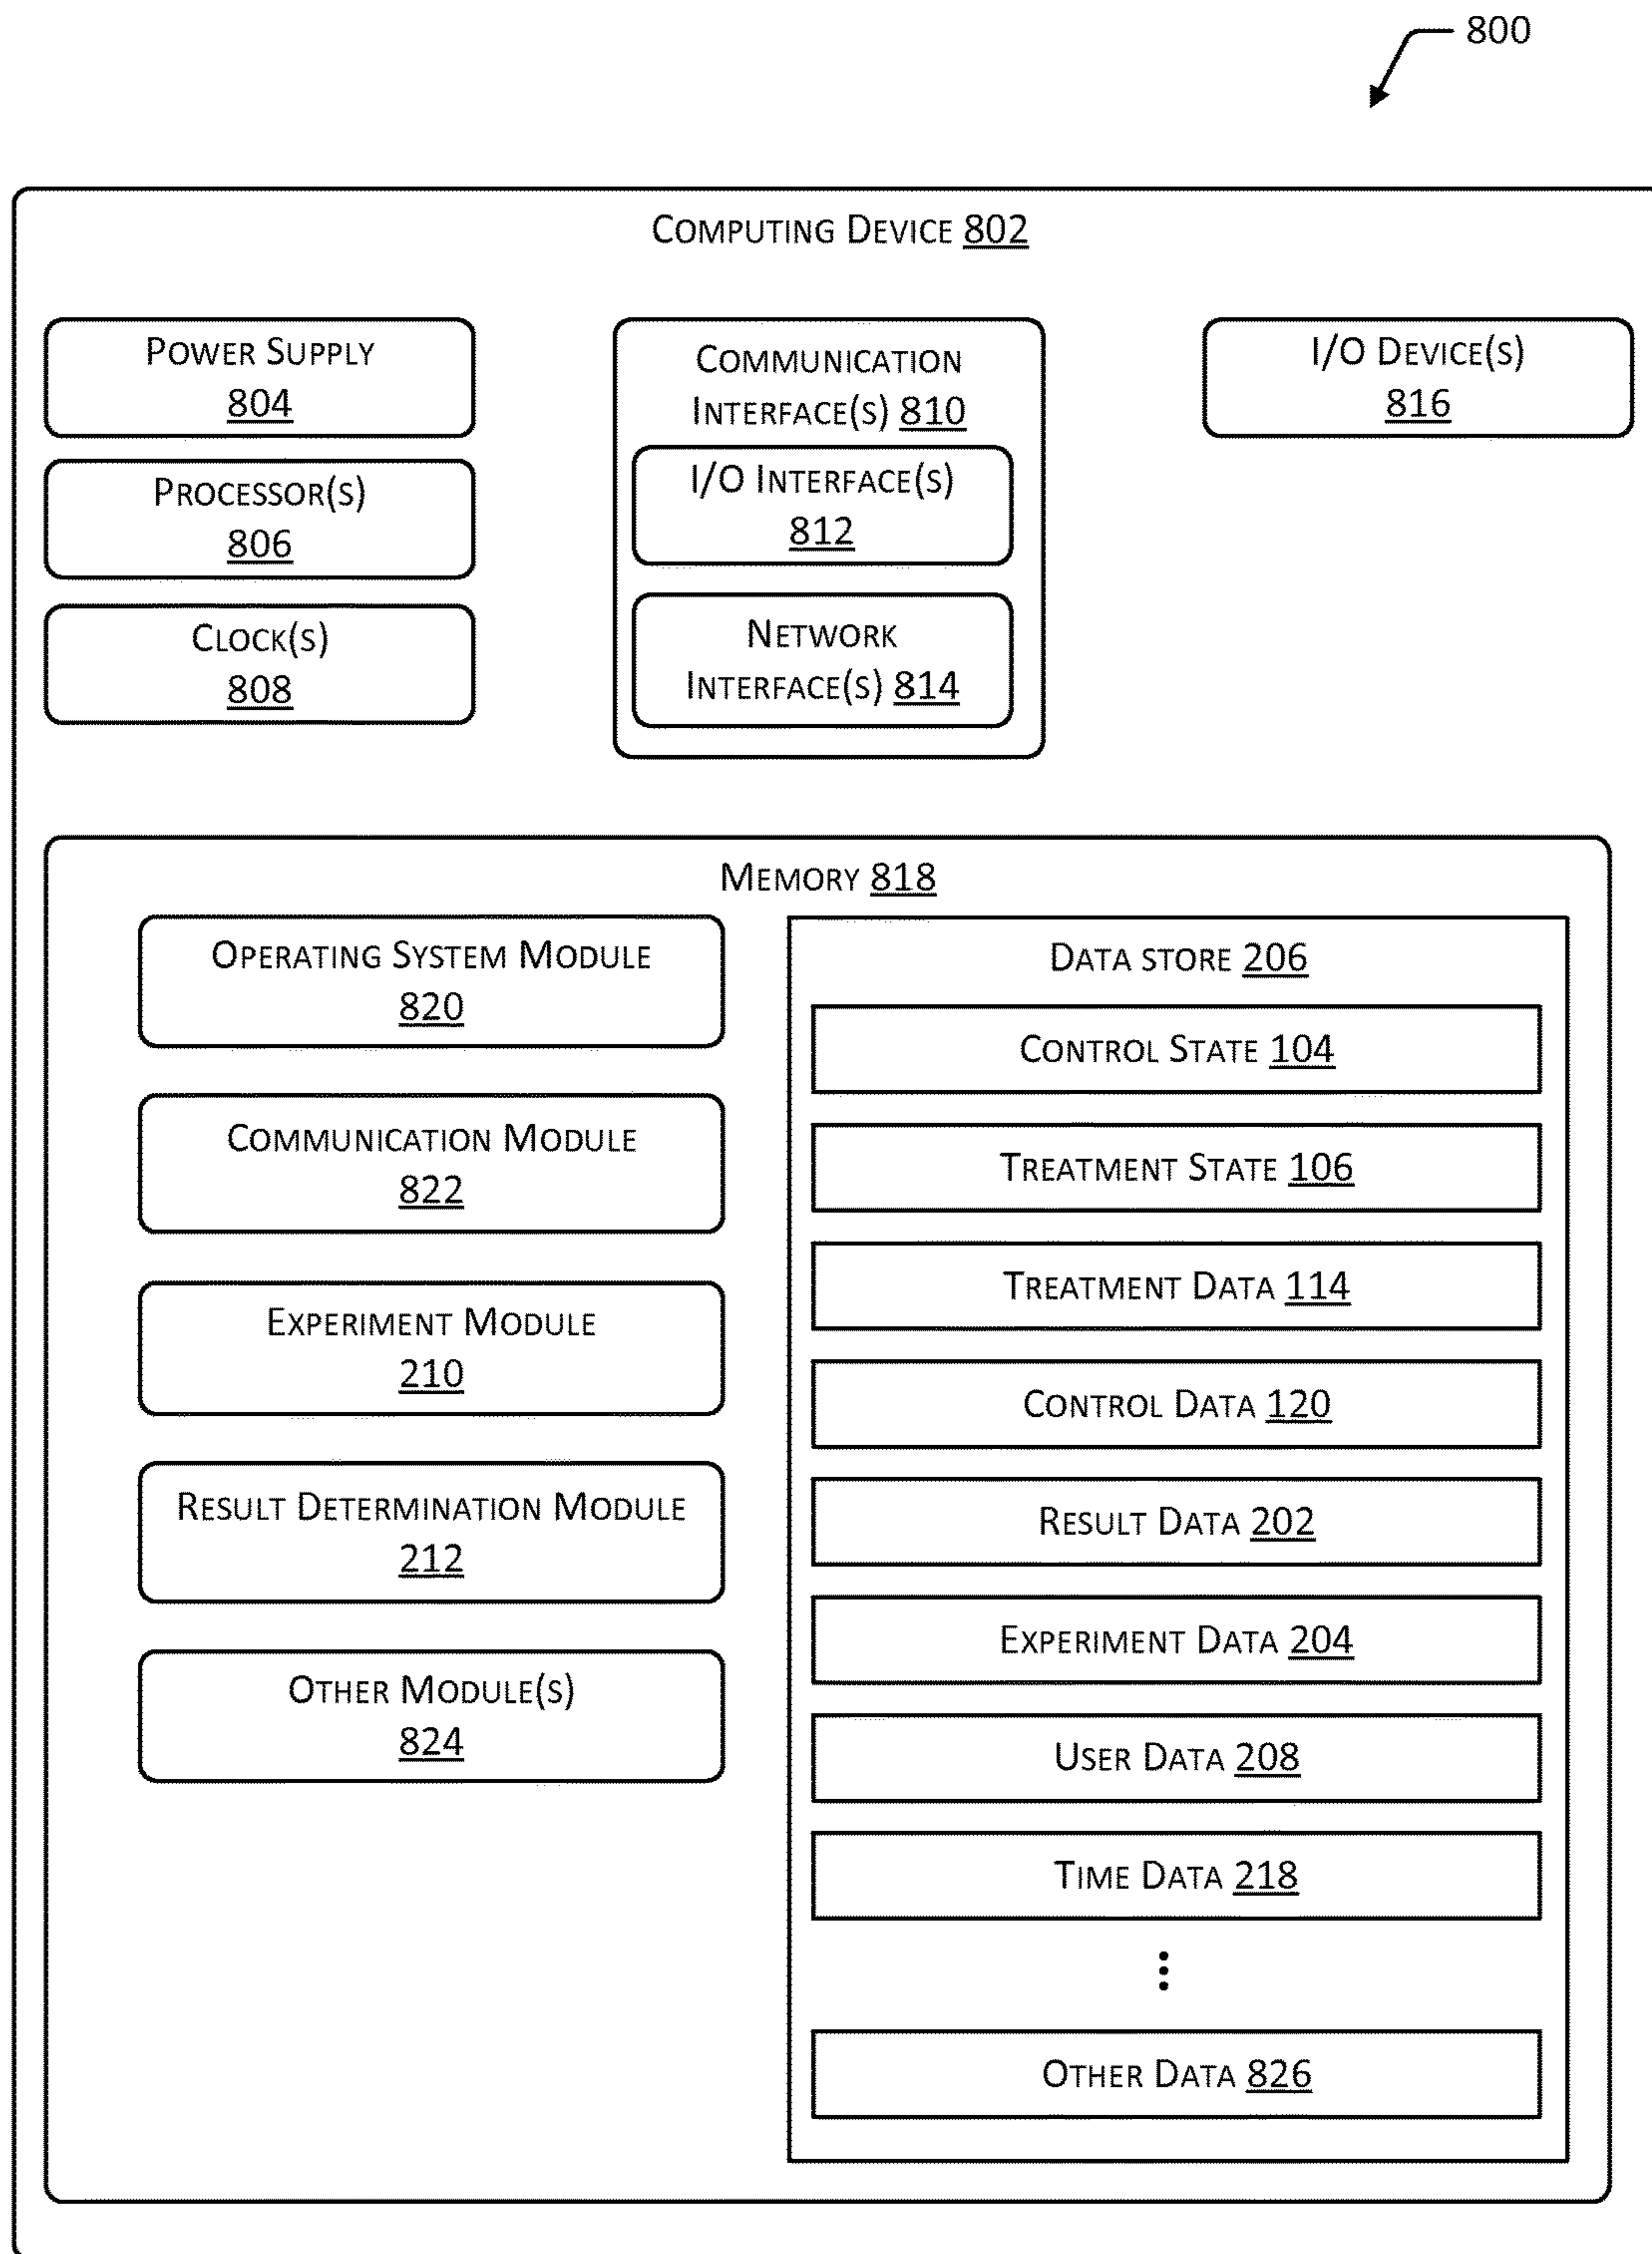 800
COMPUTING DEVICE 802
POWER SUPPLY
804
PROCESSOR(S)
806
CLOCK(S)
808
COMMUNICATION
INTERFACE(S) 810
I/O INTERFACE(S)
812
NETWORK
INTERFACE(S) 814
I/O DEVICE(S)
816
MEMORY 818
OPERATING SYSTEM MODULE
820
COMMUNICATION MODULE
822
EXPERIMENT MODULE
210
RESULT DETERMINATION MODULE
212
OTHER MODULE(S)
824
DATA STORE 206
CONTROL STATE 104
TREATMENT STATE 106
TREATMENT DATA 114
CONTROL DATA 120
RESULT DATA 202
EXPERIMENT DATA 204
USER DATA 208
TIME DATA 218
OTHER DATA 826